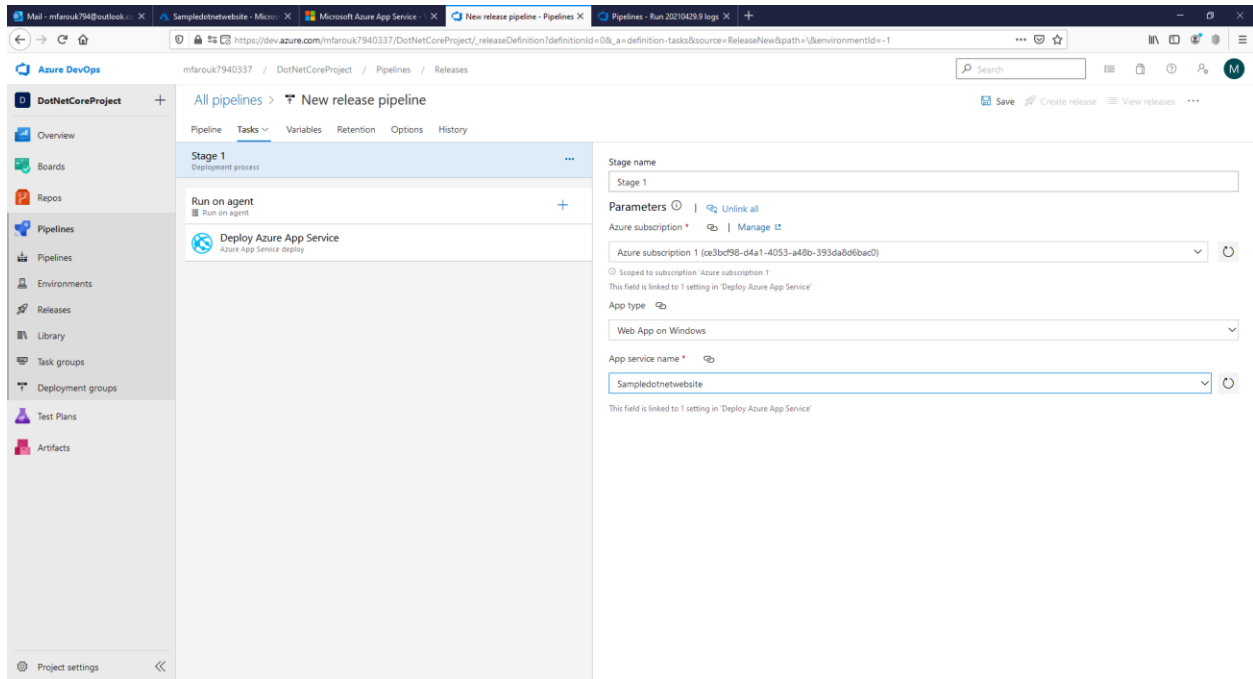 Mail - mfarouk794@outlook.c
Sampledotnetwebsite - Micros
Microsoft Azure App Service -
New release pipeline - Pipelines
Pipelines - Run 20210429.9 logs
https://dev.azure.com/mfarouk7940337/DotNetCoreProject/_releaseDefinition?definitionId=0&_a=definition-tasks&source=ReleaseNew&path=\&environmentId=-1
Azure DevOps
mfarouk7940337 / DotNetCoreProject / Pipelines / Releases
Search
M
D DotNetCoreProject
All pipelines > New release pipeline
Save Create release View releases
Pipeline Tasks Variables Retention Options History
Overview
Boards
Repos
Pipelines
Pipelines
Environments
Releases
Library
Task groups
Deployment groups
Test Plans
Artifacts
Project settings
Stage 1
Deployment process
Run on agent
Run on agent
Deploy Azure App Service
Azure App Service deploy
Stage name
Stage 1
Parameters | Unlink all
Azure subscription * | Manage
Azure subscription 1 (ce3bcf98-d4a1-4053-a48b-393da8d6bac0)
Scoped to subscription 'Azure subscription 1'
This field is linked to 1 setting in 'Deploy Azure App Service'
App type
Web App on Windows
App service name *
Sampledotnetwebsite
This field is linked to 1 setting in 'Deploy Azure App Service'